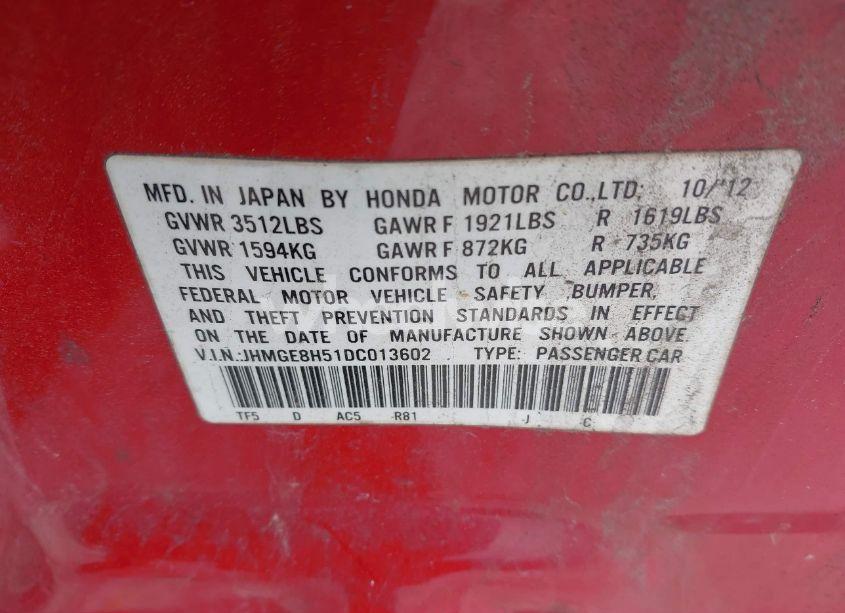 MFD. IN JAPAN BY HONDA MOTOR CO.,LTD. 10/'12
GVWR 3512LBS GAWR F 1921LBS R 1619LBS
GVWR 1594KG GAWR F 872KG R 735KG
THIS VEHICLE CONFORMS TO ALL APPLICABLE
FEDERAL MOTOR VEHICLE SAFETY ,BUMPER,
AND THEFT PREVENTION STANDARDS IN EFFECT
ON THE DATE OF MANUFACTURE SHOWN ABOVE.
V.I.N.:JHMGE8H51DC013602 TYPE: PASSENGER CAR
TF5 D AC5 R81 J C